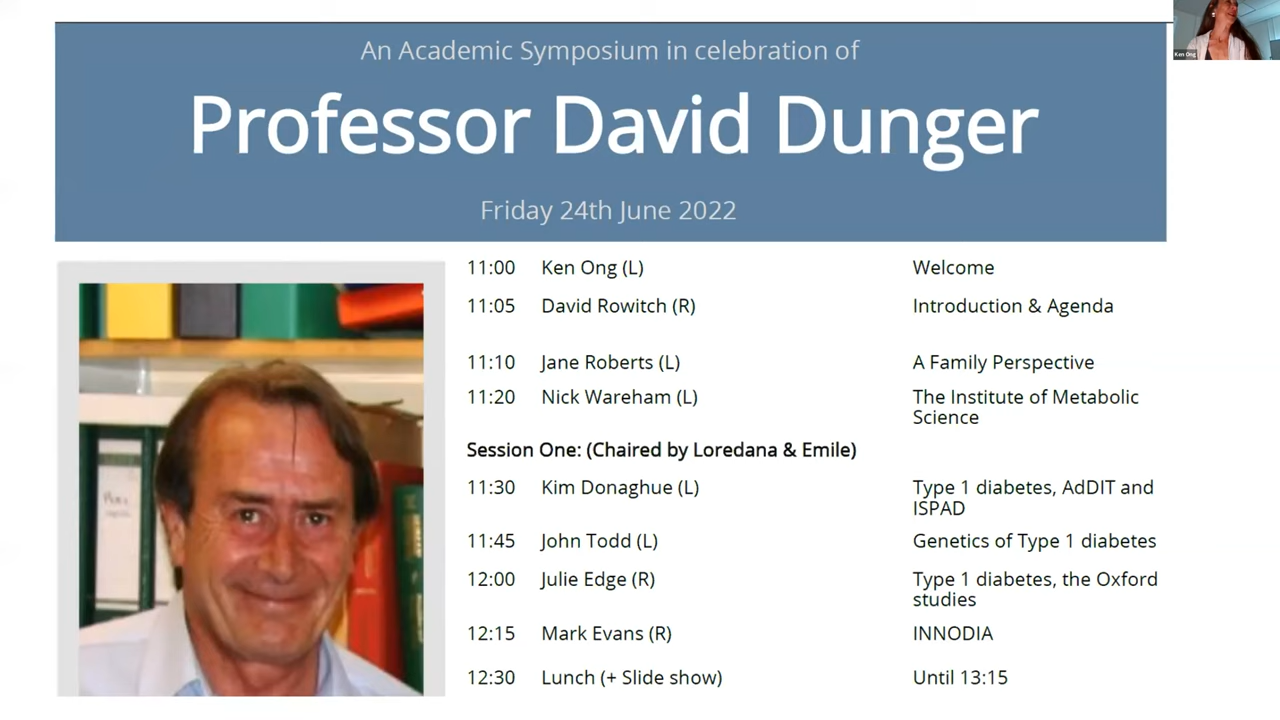 An Academic Symposium in celebration of
Professor David Dunger
Friday 24th June 2022
Ken Ong
11:00 Ken Ong (L) Welcome
11:05 David Rowitch (R) Introduction & Agenda
11:10 Jane Roberts (L) A Family Perspective
11:20 Nick Wareham (L) The Institute of Metabolic
Science
Session One: (Chaired by Loredana & Emile)
11:30 Kim Donaghue (L) Type 1 diabetes, AdDIT and
ISPAD
11:45 John Todd (L) Genetics of Type 1 diabetes
12:00 Julie Edge (R) Type 1 diabetes, the Oxford
studies
12:15 Mark Evans (R) INNODIA
12:30 Lunch (+ Slide show) Until 13:15